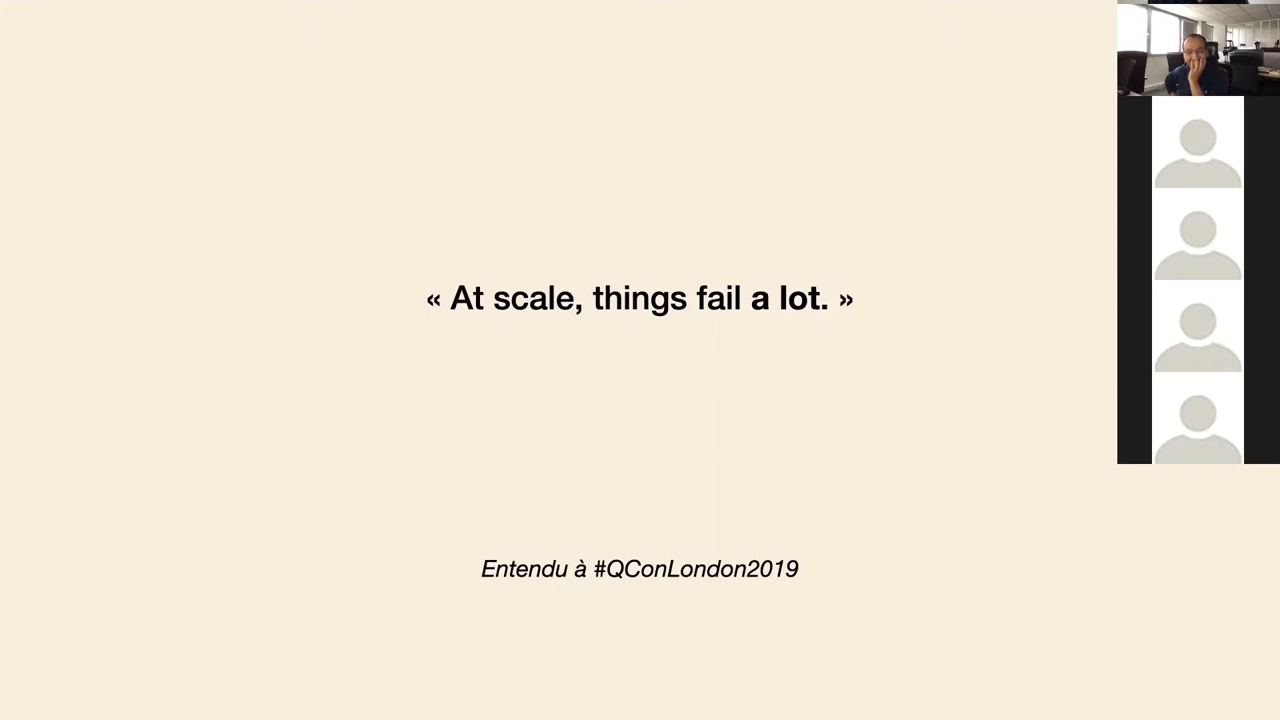 « At scale, things fail a lot. »
Entendu à #QConLondon2019